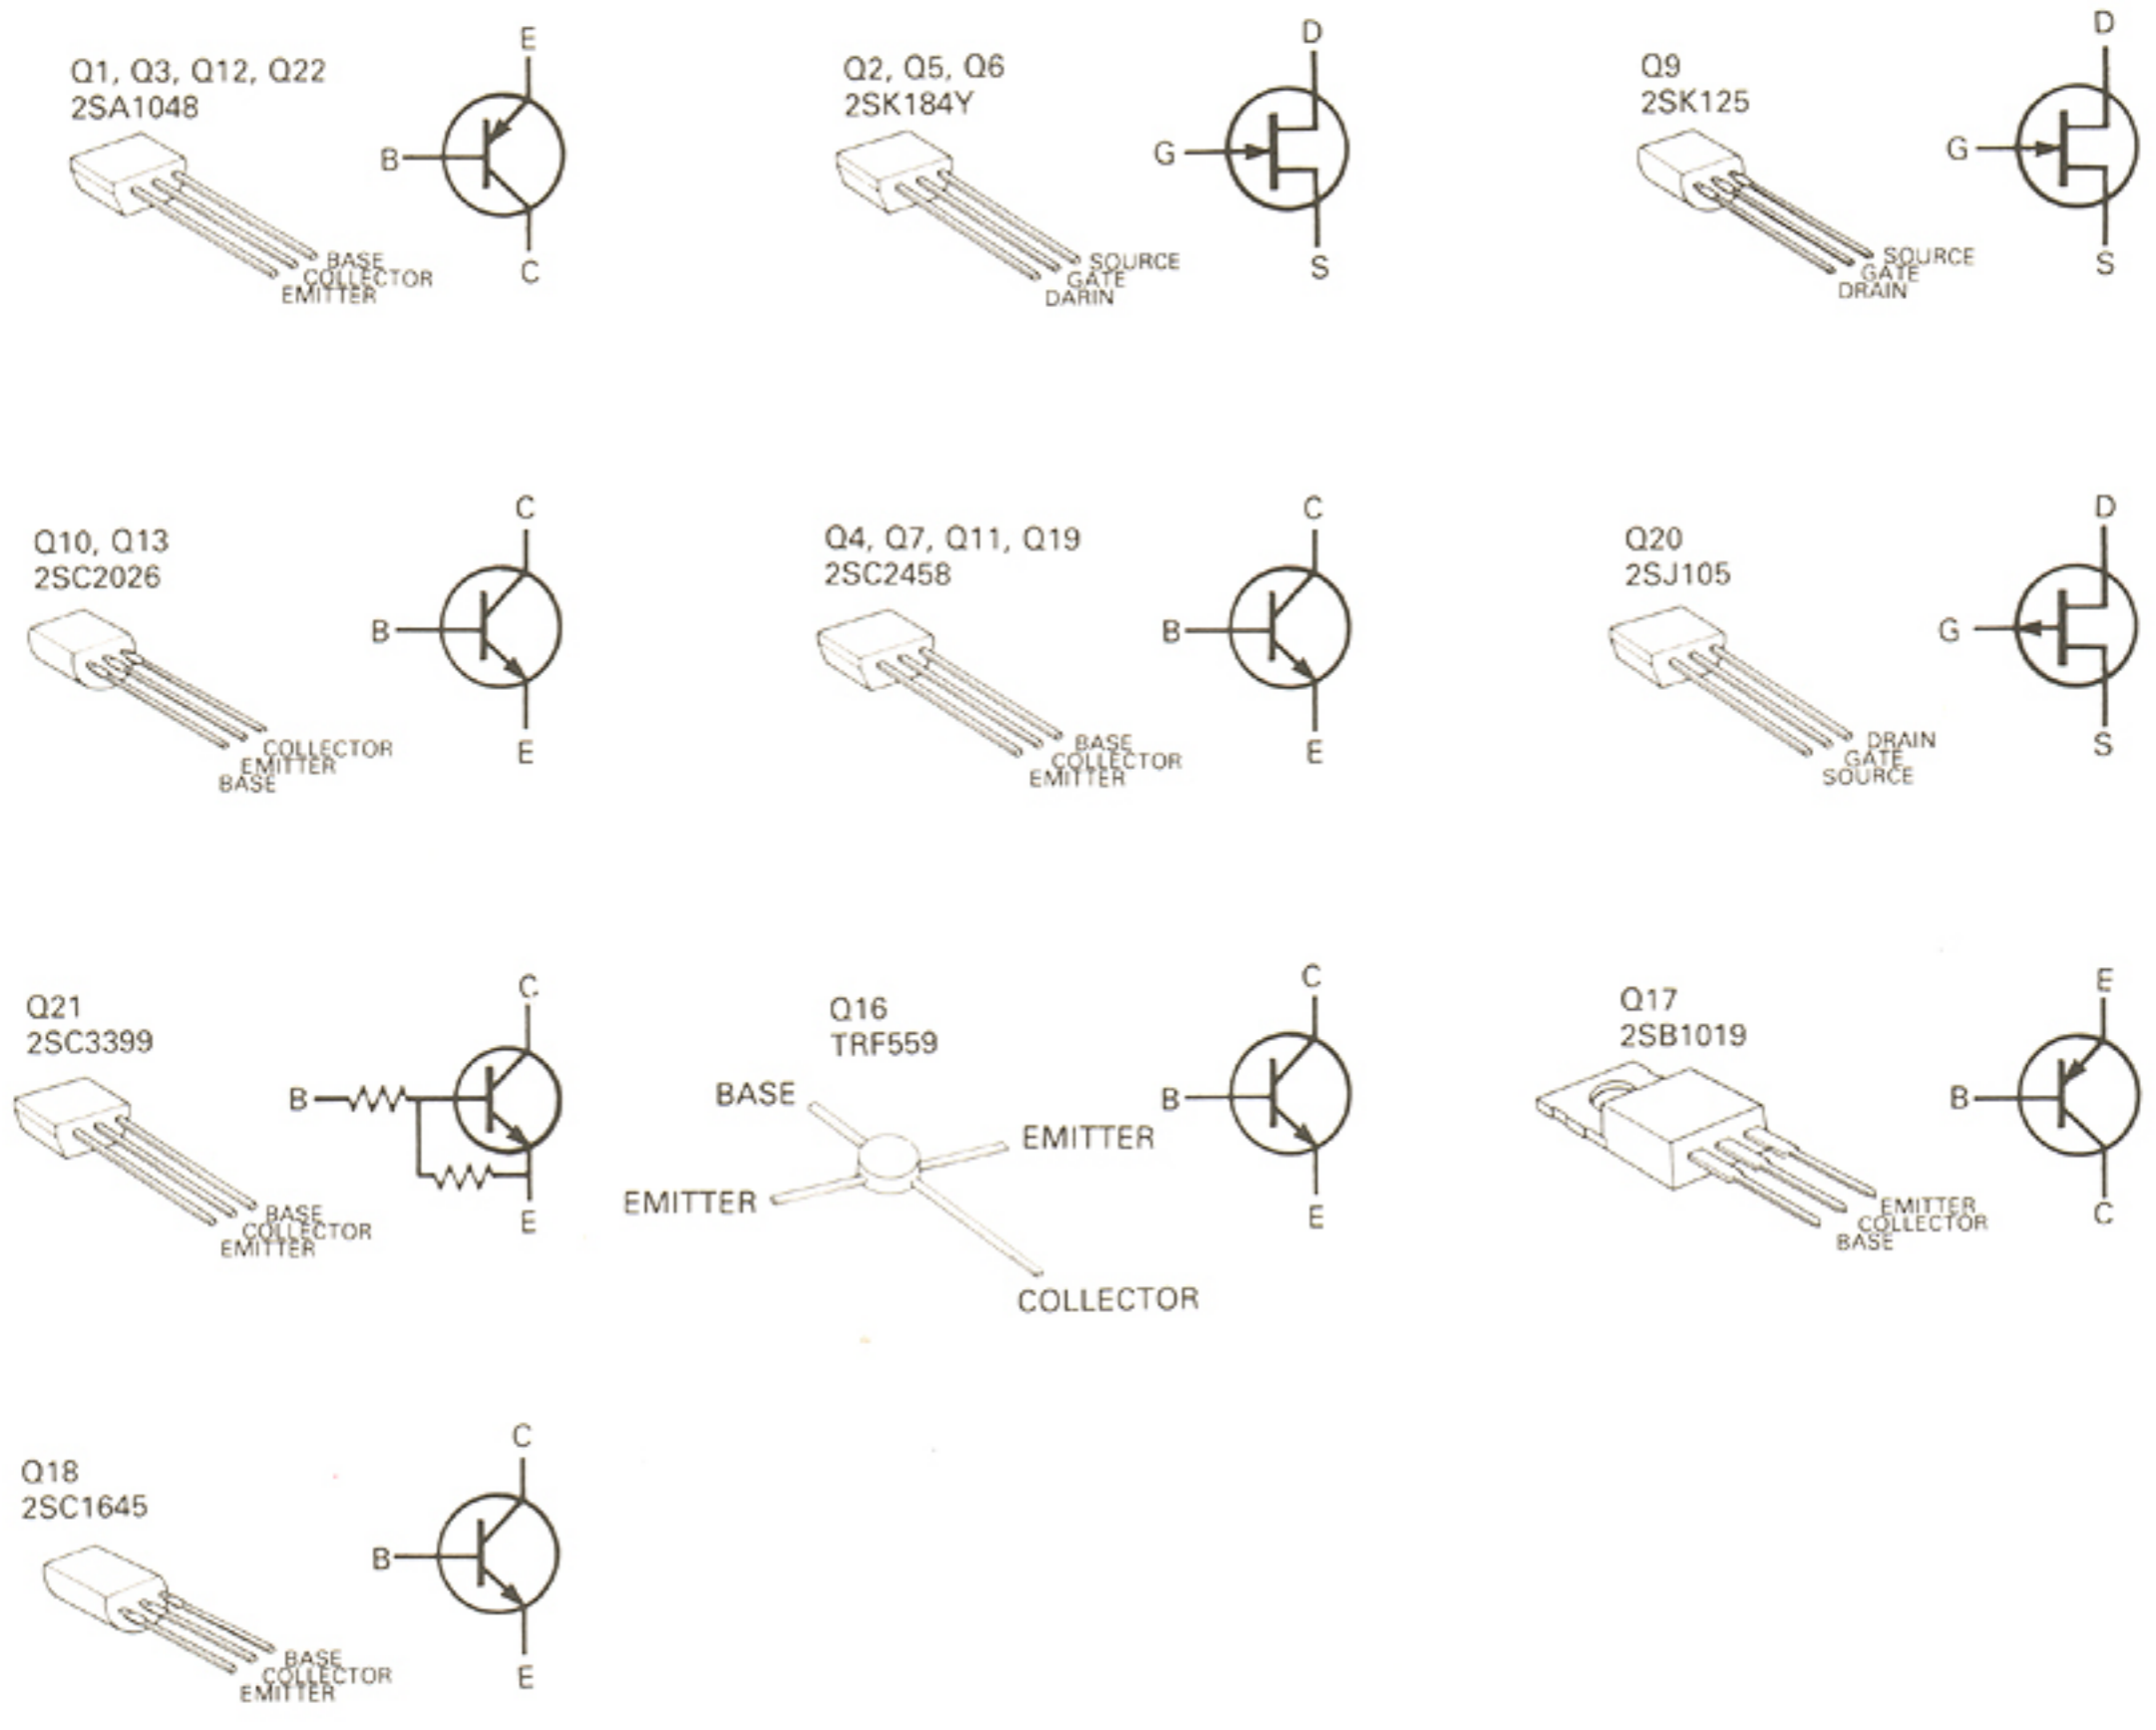 Q1, Q3, Q12, Q22
2SA1048
E
B
C
BASE
COLLECTOR
EMITTER
Q2, Q5, Q6
2SK184Y
D
G
S
SOURCE
GATE
DARIN
Q9
2SK125
D
G
S
SOURCE
GATE
DRAIN
Q10, Q13
2SC2026
C
B
E
COLLECTOR
EMITTER
BASE
Q4, Q7, Q11, Q19
2SC2458
C
B
E
BASE
COLLECTOR
EMITTER
Q20
2SJ105
D
G
S
DRAIN
GATE
SOURCE
Q21
2SC3399
C
B
E
BASE
COLLECTOR
EMITTER
Q16
TRF559
BASE
EMITTER
EMITTER
COLLECTOR
C
B
E
Q17
2SB1019
E
B
C
EMITTER
COLLECTOR
BASE
Q18
2SC1645
C
B
E
BASE
COLLECTOR
EMITTER